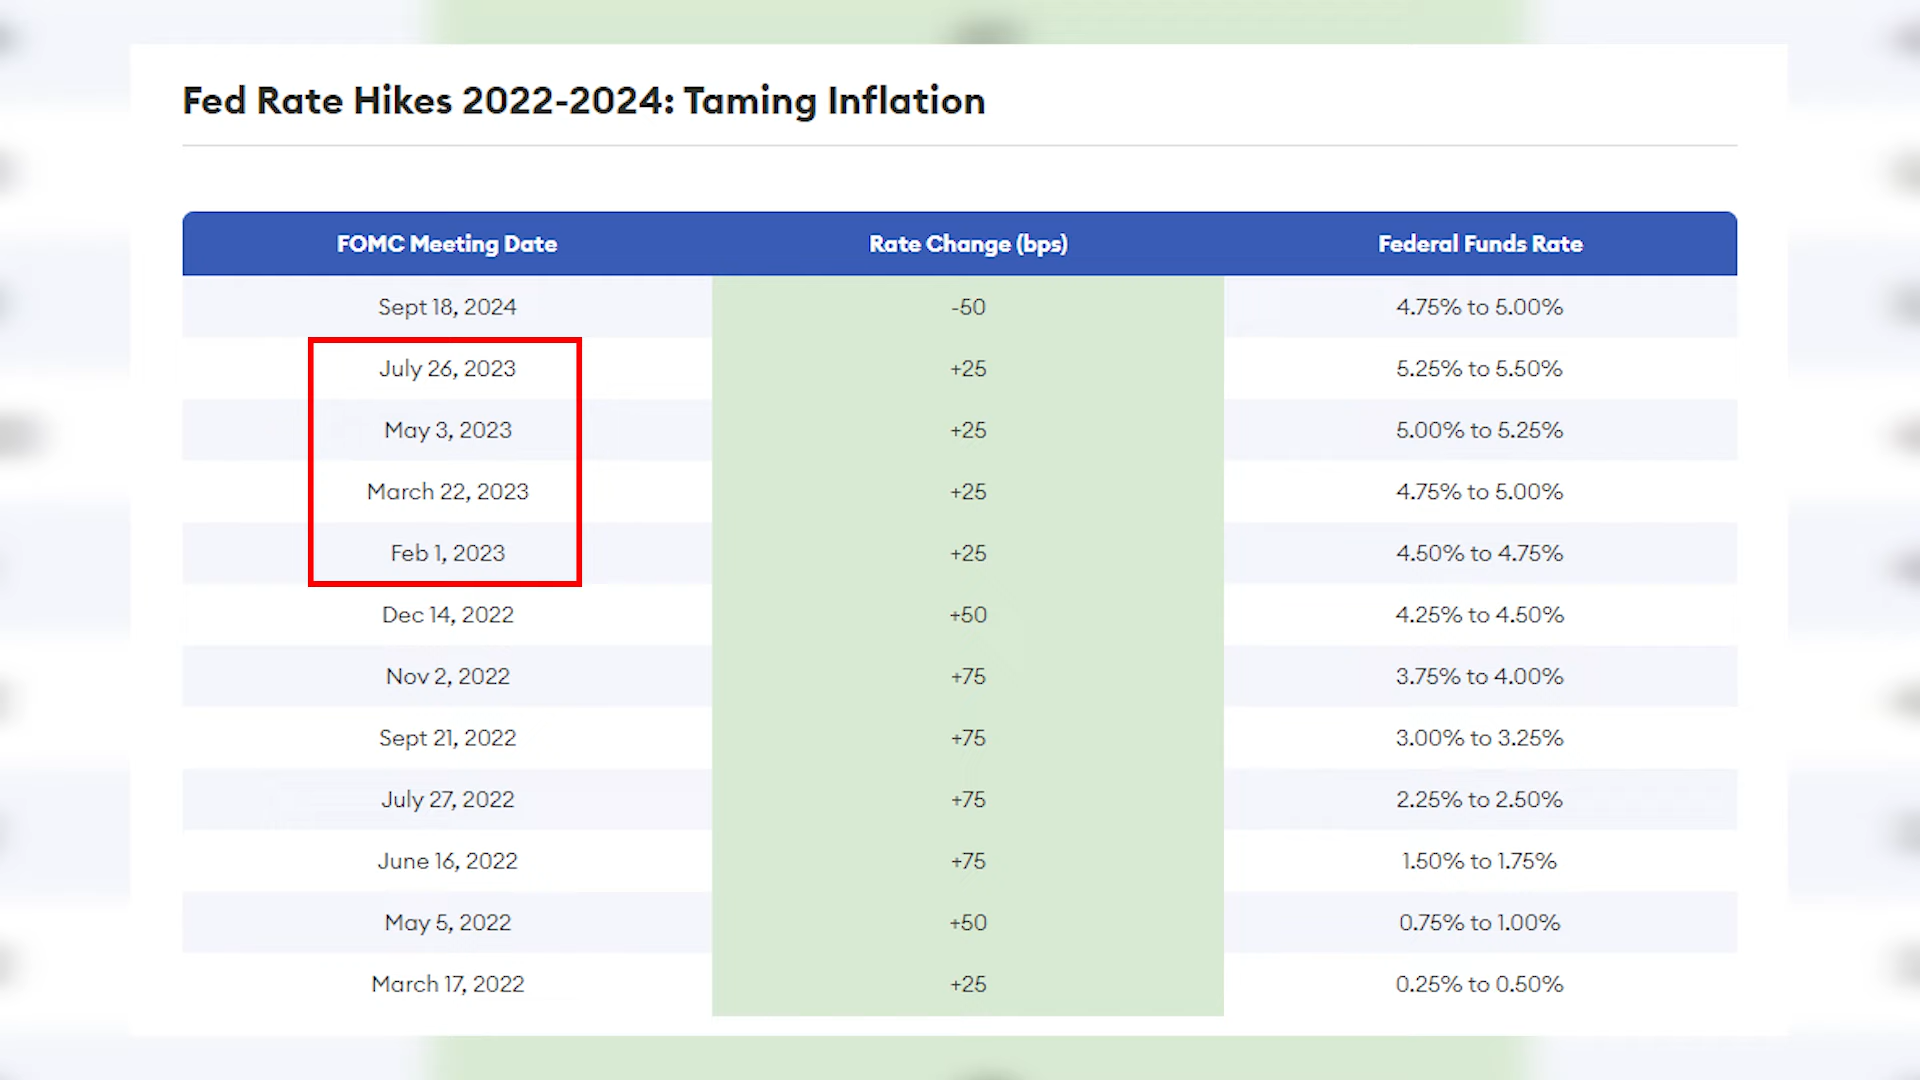 Fed Rate Hikes 2022-2024: Taming Inflation
FOMC Meeting Date Rate Change (bps) Federal Funds Rate
Sept 18, 2024 -50 4.75% to 5.00%
July 26, 2023 +25 5.25% to 5.50%
May 3, 2023 +25 5.00% to 5.25%
March 22, 2023 +25 4.75% to 5.00%
Feb 1, 2023 +25 4.50% to 4.75%
Dec 14, 2022 +50 4.25% to 4.50%
Nov 2, 2022 +75 3.75% to 4.00%
Sept 21, 2022 +75 3.00% to 3.25%
July 27, 2022 +75 2.25% to 2.50%
June 16, 2022 +75 1.50% to 1.75%
May 5, 2022 +50 0.75% to 1.00%
March 17, 2022 +25 0.25% to 0.50%